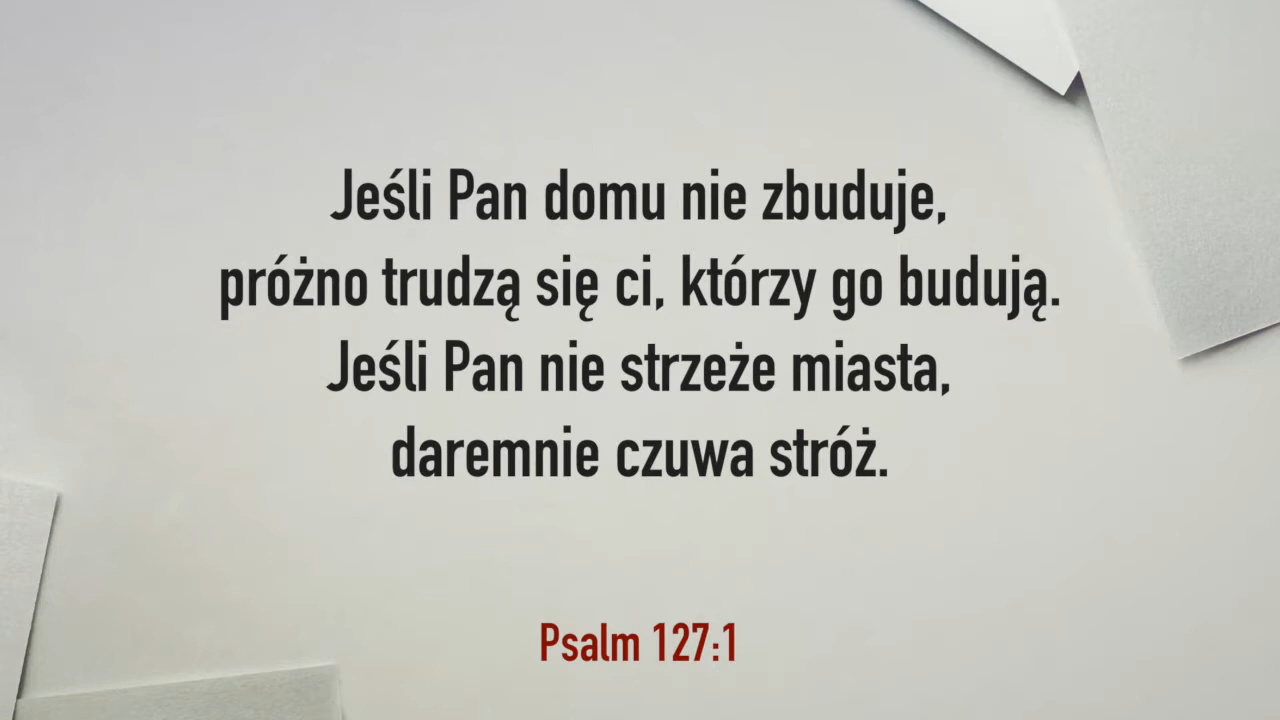 Jeśli Pan domu nie zbuduje,
próżno trudzą się ci, którzy go budują.
Jeśli Pan nie strzeże miasta,
daremnie czuwa stróż.
Psalm 127:1